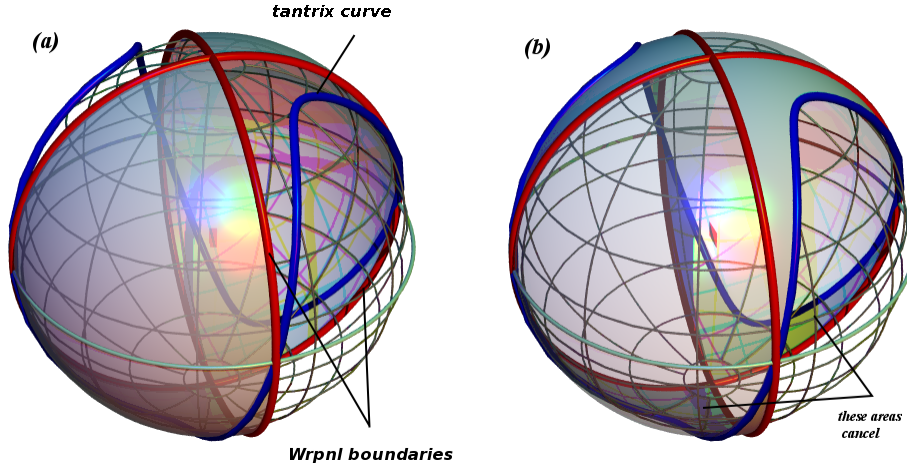 tantrix curve
(a)
(b)
these areas
cancel
Wrpnl boundaries